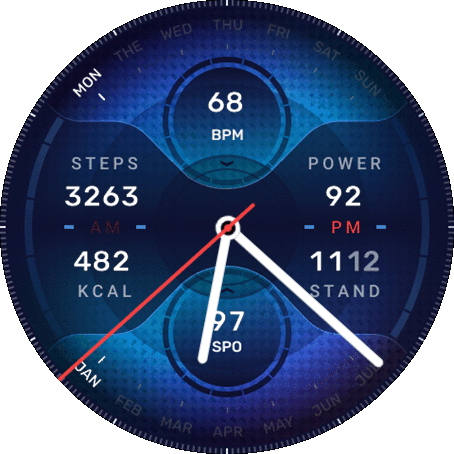 MON TUE WED THU FRI SAT SUN
68
BPM
STEPS
3263
AM
482
KCAL
POWER
92
PM
1112
STAND
97
SPO
JAN FEB MAR APR MAY JUN JUL